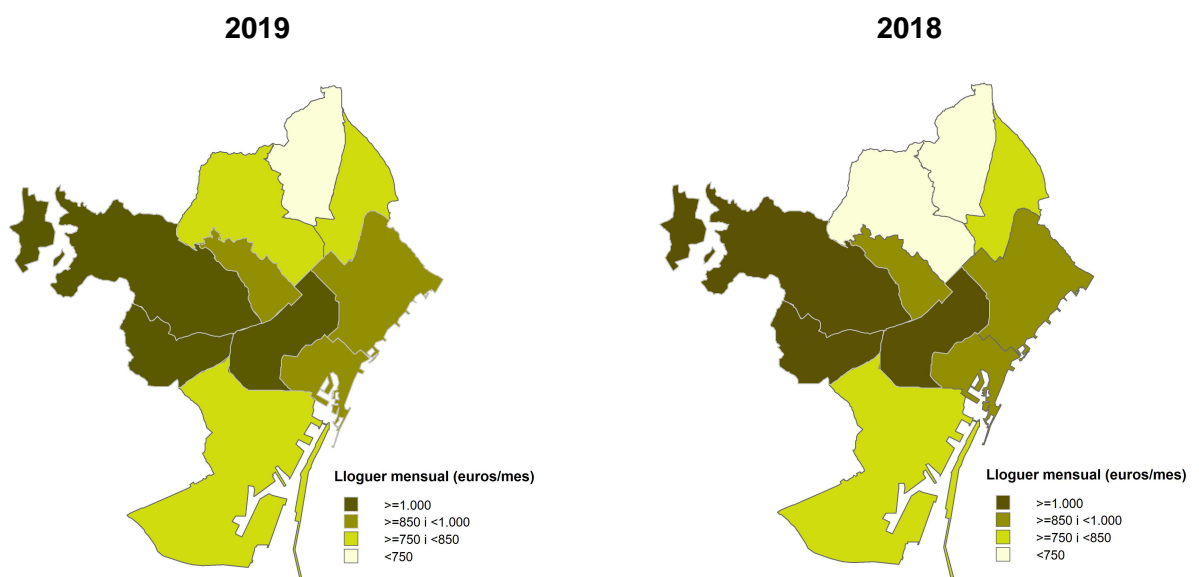 2019
2018
Lloguer mensual (euros/mes)
>=1.000
>=850 i <1.000
>=750 i <850
<750
Lloguer mensual (euros/mes)
>=1.000
>=850 i <1.000
>=750 i <850
<750